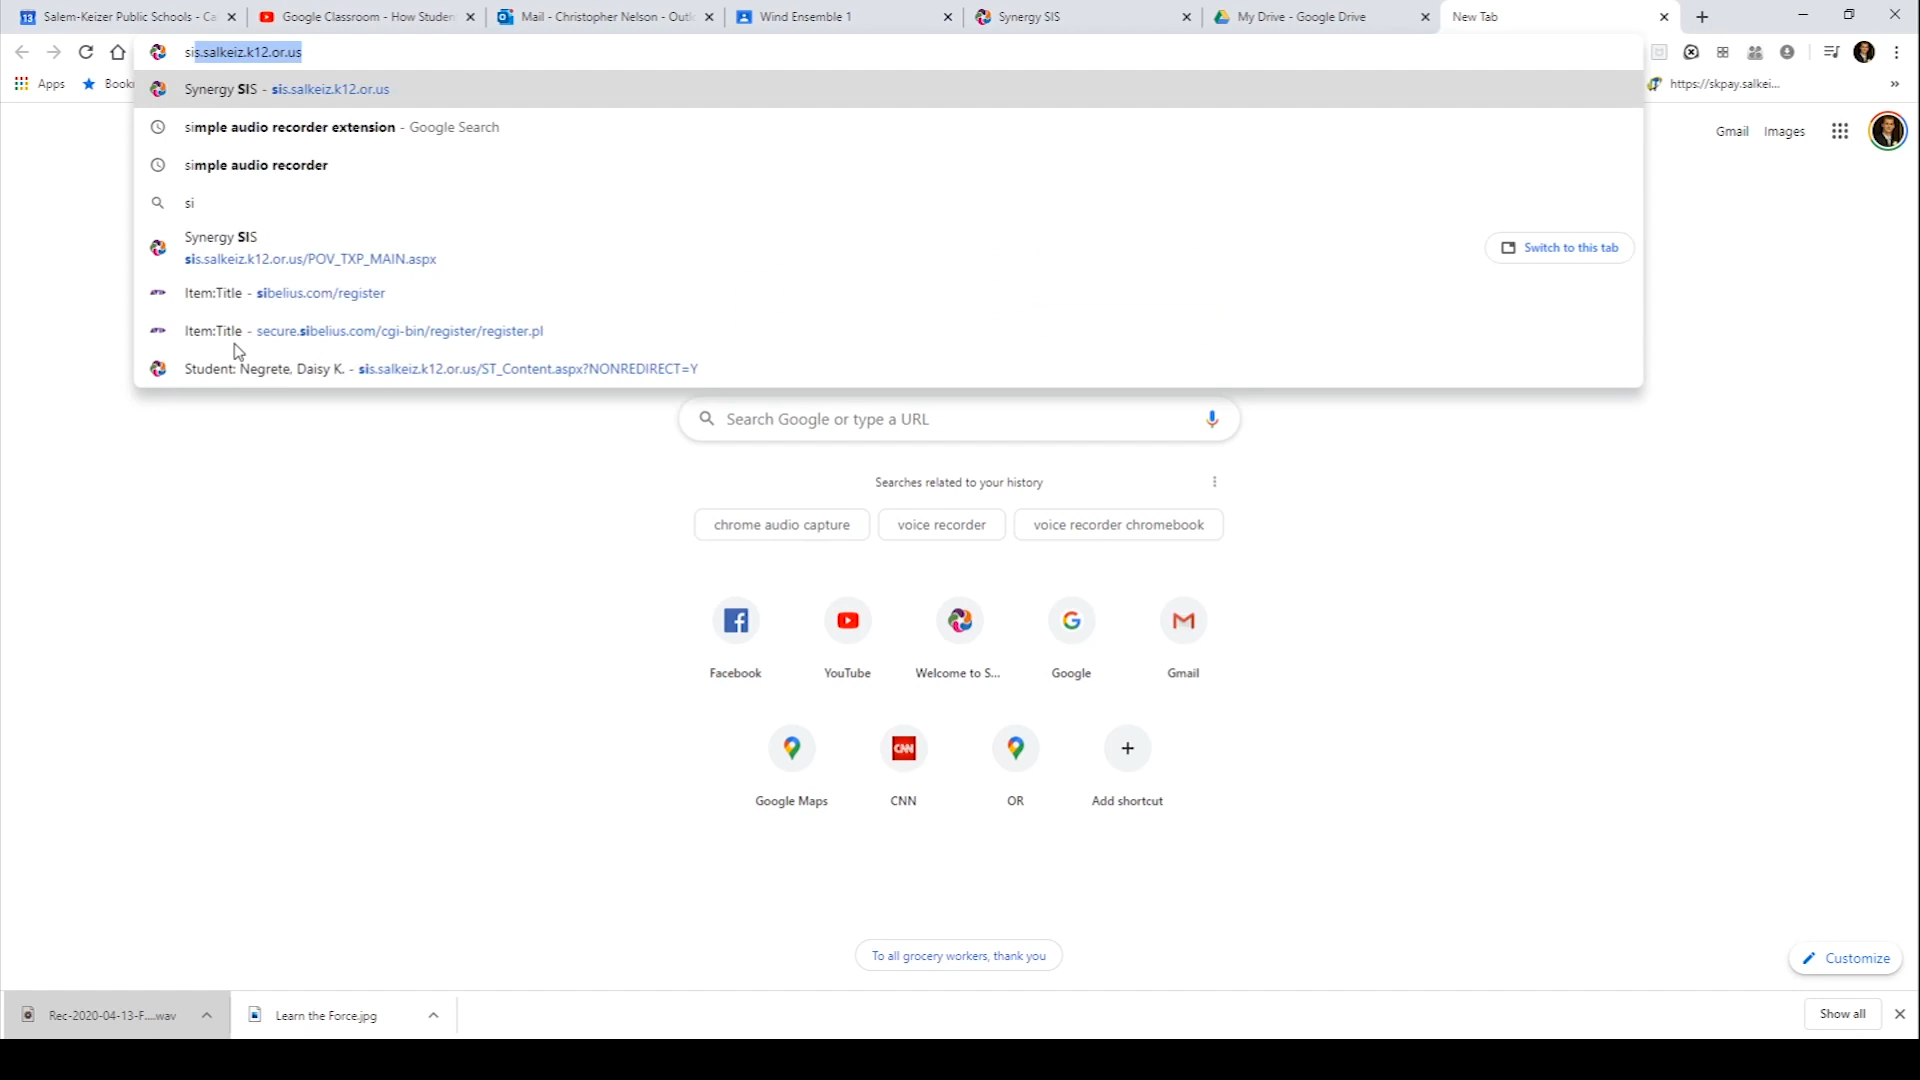 Salem-Keizer Public Schools - Ca
Google Classroom - How Studen
Mail - Christopher Nelson - Outl
Wind Ensemble 1
Synergy SIS
My Drive - Google Drive
New Tab
sis.salkeiz.k12.or.us
Apps
Book
https://skpay.salkei...
Synergy SIS - sis.salkeiz.k12.or.us
simple audio recorder extension - Google Search
simple audio recorder
si
Synergy SIS
sis.salkeiz.k12.or.us/POV_TXP_MAIN.aspx
Switch to this tab
Item:Title - sibelius.com/register
Item:Title - secure.sibelius.com/cgi-bin/register/register.pl
Student: Negrete, Daisy K. - sis.salkeiz.k12.or.us/ST_Content.aspx?NONREDIRECT=Y
Gmail
Images
Search Google or type a URL
Searches related to your history
chrome audio capture
voice recorder
voice recorder chromebook
Facebook
YouTube
Welcome to S...
Google
Gmail
CNN
Google Maps
CNN
OR
Add shortcut
To all grocery workers, thank you
Customize
Rec-2020-04-13-F....wav
Learn the Force.jpg
Show all